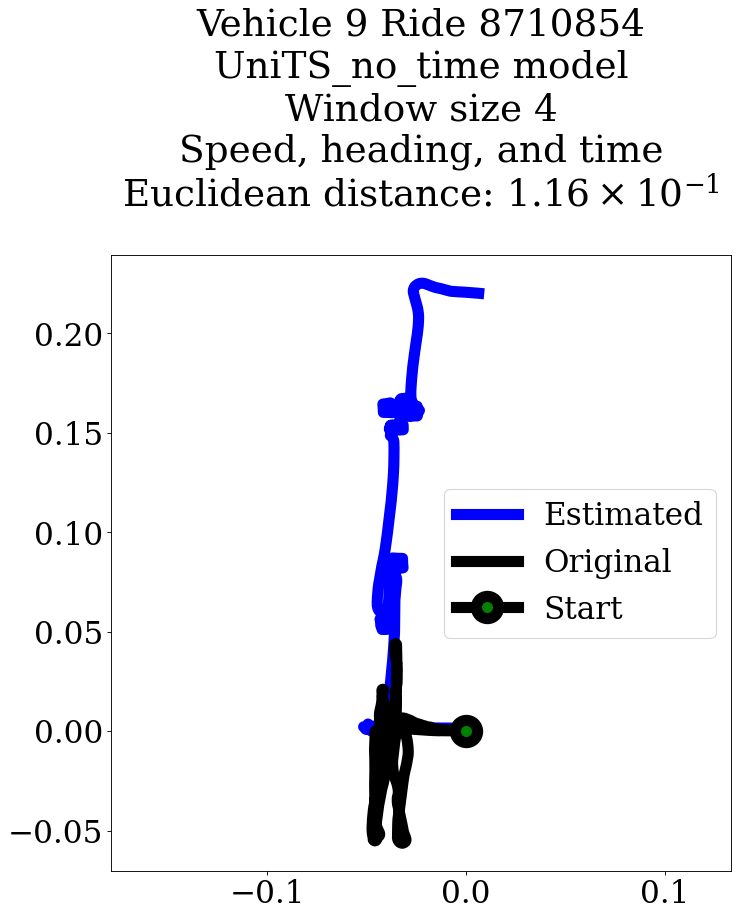 Vehicle 9 Ride 8710854
UniTS_no_time model
Window size 4
Speed, heading, and time
Euclidean distance: 1.16 × 10⁻¹
0.20
0.15
0.10
0.05
0.00
−0.05
Estimated
Original
Start
−0.1 0.0 0.1